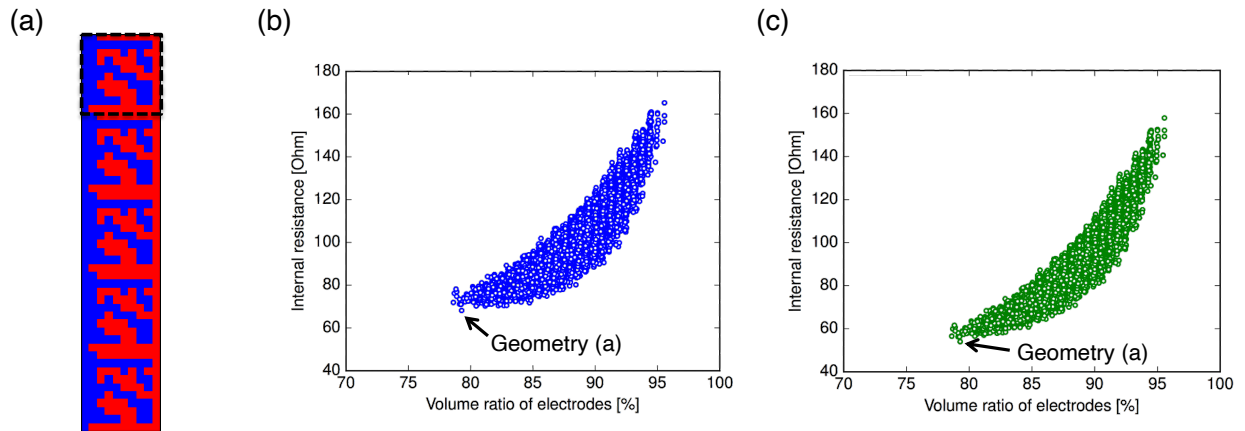 (a)
(b)
(c)
180
160
140
120
100
80
60
40
Internal resistance [Ohm]
Geometry (a)
70 75 80 85 90 95 100
Volume ratio of electrodes [%]
180
160
140
120
100
80
60
40
Internal resistance [Ohm]
Geometry (a)
70 75 80 85 90 95 100
Volume ratio of electrodes [%]